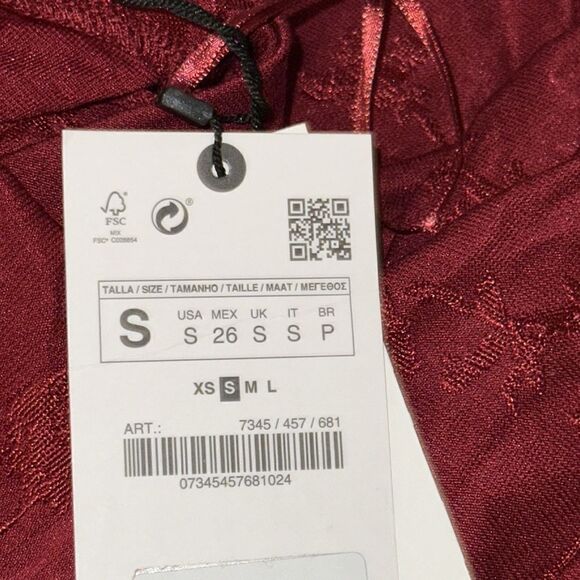 FSC
MIX
FSC® C008854
®
TALLA / SIZE / TAMANHO / TAILLE / MAAT / ΜΕΓΕΘΟΣ
S
USA MEX UK IT BR
S 26 S S P
XS S M L
ART.: 7345 / 457 / 681
07345457681024